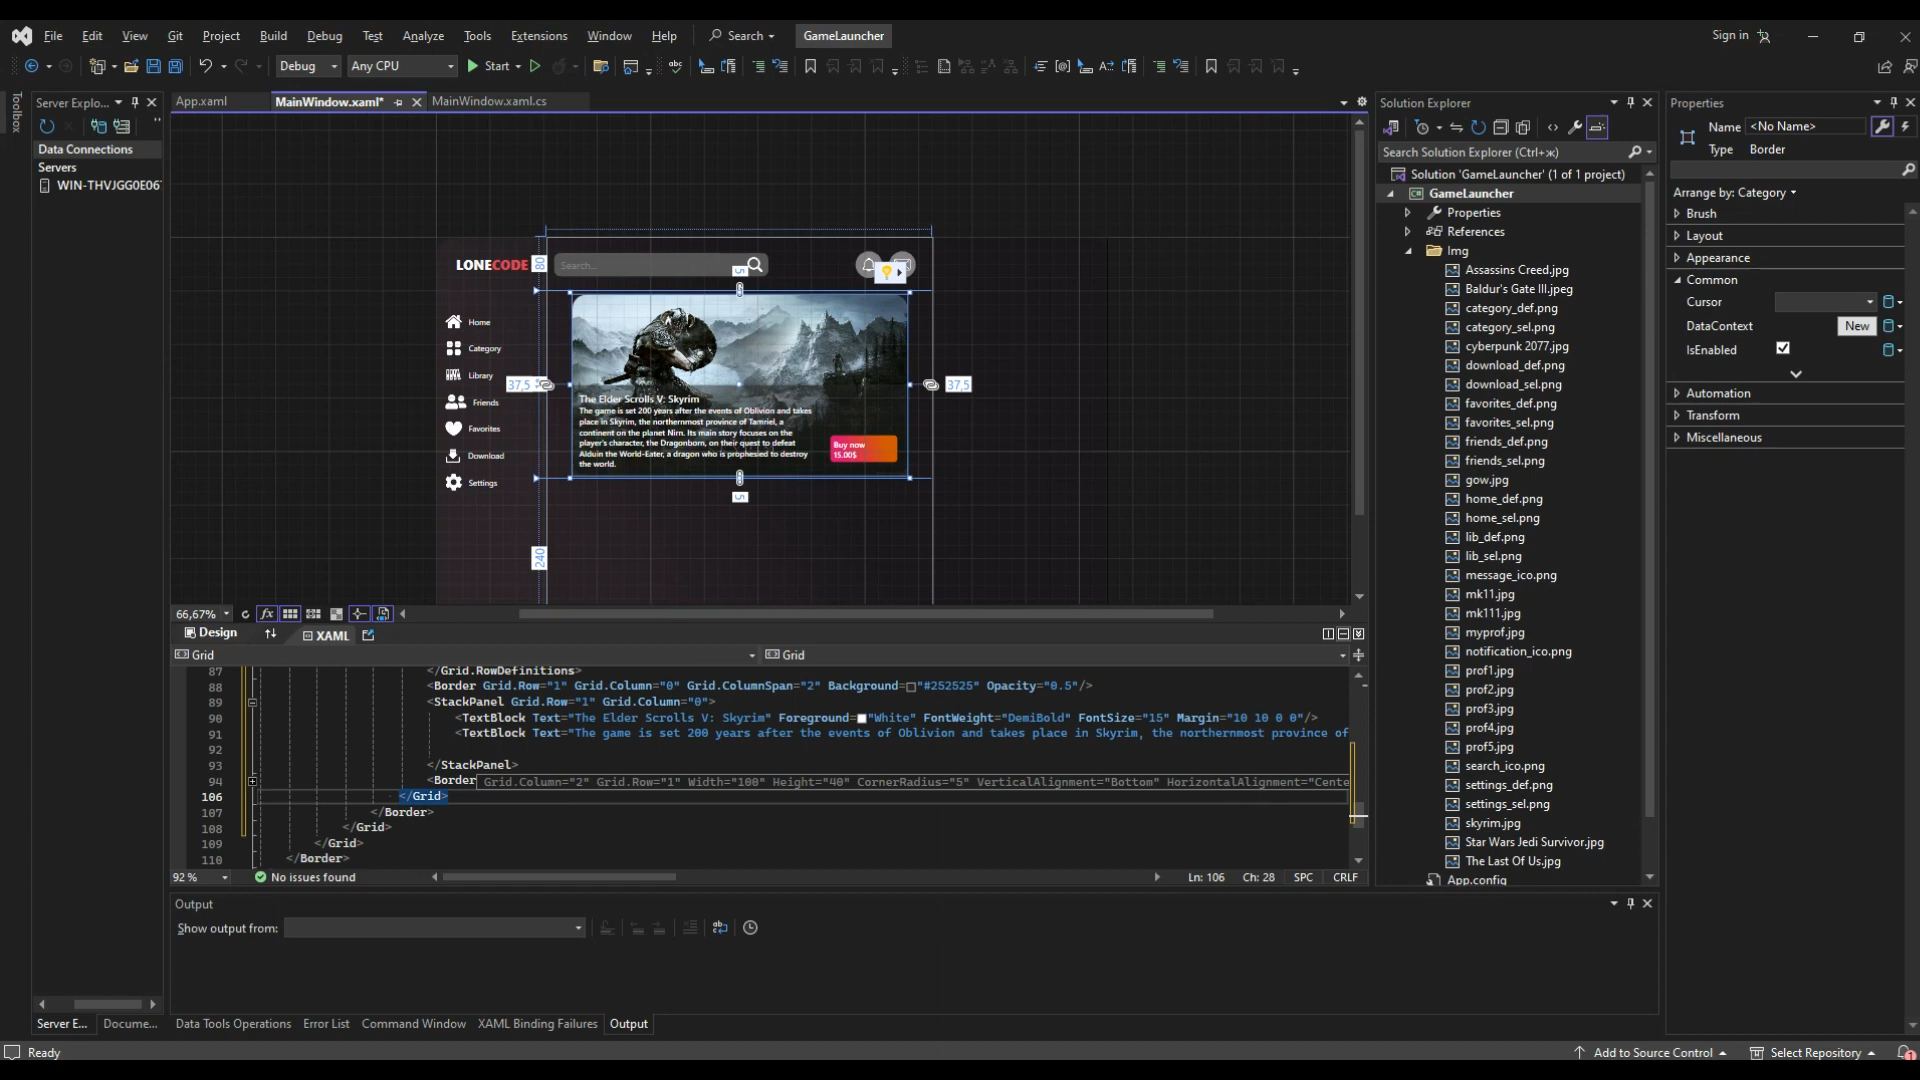 File Edit View Git Project Build Debug Test Analyze Tools Extensions Window Help Search GameLauncher Sign in
Debug Any CPU Start
Toolbox
Server Explo...
Data Connections
Servers
WIN-THVJGG0E06
App.xaml MainWindow.xaml* MainWindow.xaml.cs
LONECODE
80
Search...
5
Home
Category
Library
Friends
Favorites
Download
Settings
37,5
37,5
The Elder Scrolls V: Skyrim
The game is set 200 years after the events of Oblivion and takes
place in Skyrim, the northernmost province of Tamriel, a
continent on the planet Nirn. Its main story focuses on the
player's character, the Dragonborn, on their quest to defeat
Alduin the World-Eater, a dragon who is prophesied to destroy
the world.
Buy now
15.00$
5
240
66,67% fx
Design XAML
Grid Grid
87 </Grid.RowDefinitions>
88 <Border Grid.Row="1" Grid.Column="0" Grid.ColumnSpan="2" Background="#252525" Opacity="0.5"/>
89 <StackPanel Grid.Row="1" Grid.Column="0">
90 <TextBlock Text="The Elder Scrolls V: Skyrim" Foreground="White" FontWeight="DemiBold" FontSize="15" Margin="10 10 0 0"/>
91 <TextBlock Text="The game is set 200 years after the events of Oblivion and takes place in Skyrim, the northernmost province of
92
93 </StackPanel>
94 <Border Grid.Column="2" Grid.Row="1" Width="100" Height="40" CornerRadius="5" VerticalAlignment="Bottom" HorizontalAlignment="Cente
106 </Grid>
107 </Border>
108 </Grid>
109 </Grid>
110 </Border>
92 % No issues found Ln: 106 Ch: 28 SPC CRLF
Output
Show output from:
Server E... Docume... Data Tools Operations Error List Command Window XAML Binding Failures Output
Ready Add to Source Control Select Repository 1
Solution Explorer
Search Solution Explorer (Ctrl+ж)
Solution 'GameLauncher' (1 of 1 project)
GameLauncher
Properties
References
Img
Assassins Creed.jpg
Baldur's Gate III.jpeg
category_def.png
category_sel.png
cyberpunk 2077.jpg
download_def.png
download_sel.png
favorites_def.png
favorites_sel.png
friends_def.png
friends_sel.png
gow.jpg
home_def.png
home_sel.png
lib_def.png
lib_sel.png
message_ico.png
mk11.jpg
mk111.jpg
myprof.jpg
notification_ico.png
prof1.jpg
prof2.jpg
prof3.jpg
prof4.jpg
prof5.jpg
search_ico.png
settings_def.png
settings_sel.png
skyrim.jpg
Star Wars Jedi Survivor.jpg
The Last Of Us.jpg
App.config
Properties
Name <No Name>
Type Border
Arrange by: Category
Brush
Layout
Appearance
Common
Cursor
DataContext New
IsEnabled
Automation
Transform
Miscellaneous